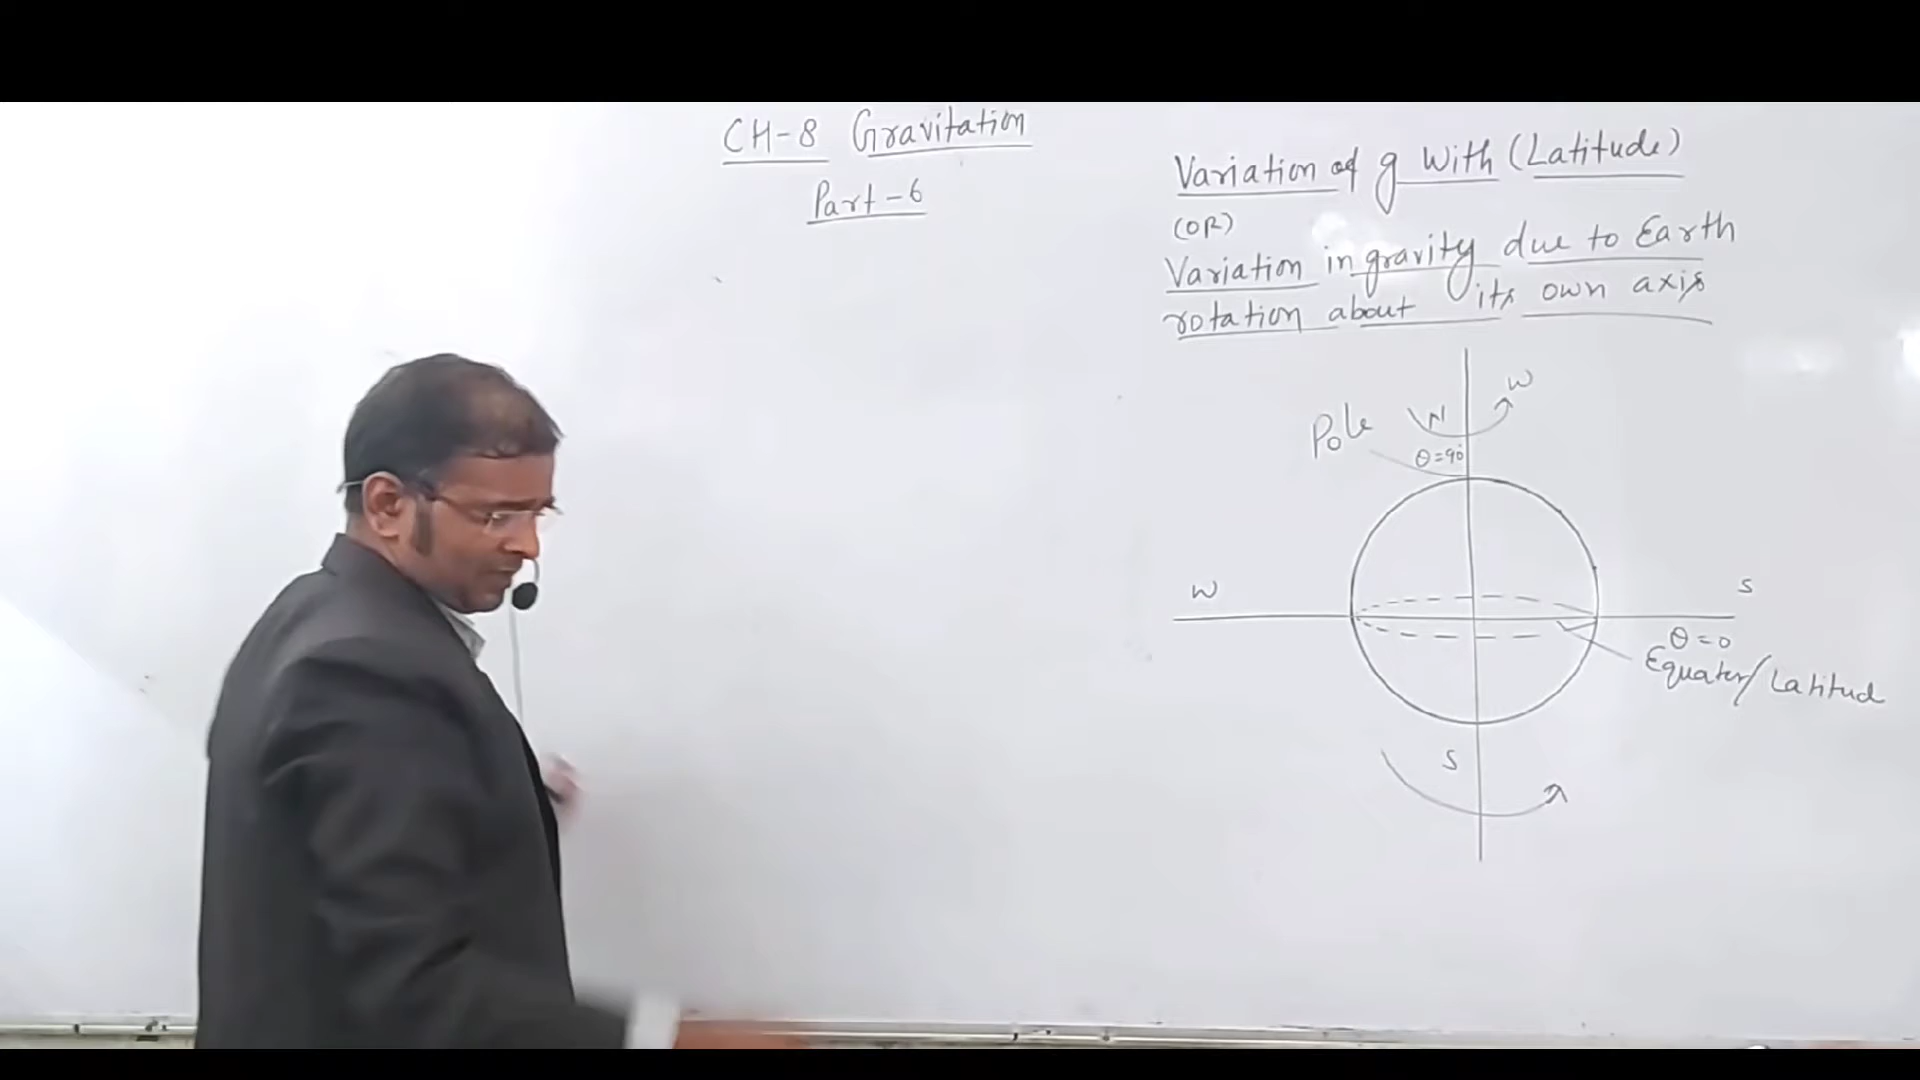 CH-8 Gravitation
Part-6
Variation of g With (Latitude)
(OR)
Variation in gravity due to Earth
rotation about its own axis
W
Pole
N
θ=90
W
S
θ=0
Equater/Latitud
S